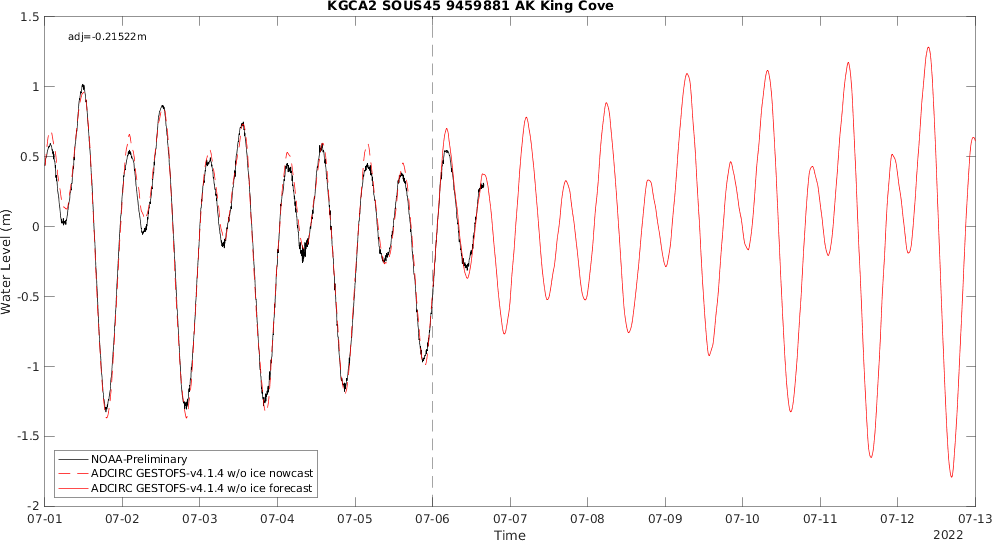 KGCA2 SOUS45 9459881 AK King Cove
adj=-0.21522m
Water Level (m)
1.5
1
0.5
0
-0.5
-1
-1.5
-2
NOAA-Preliminary
ADCIRC GESTOFS-v4.1.4 w/o ice nowcast
ADCIRC GESTOFS-v4.1.4 w/o ice forecast
07-01 07-02 07-03 07-04 07-05 07-06 07-07 07-08 07-09 07-10 07-11 07-12 07-13
Time
2022